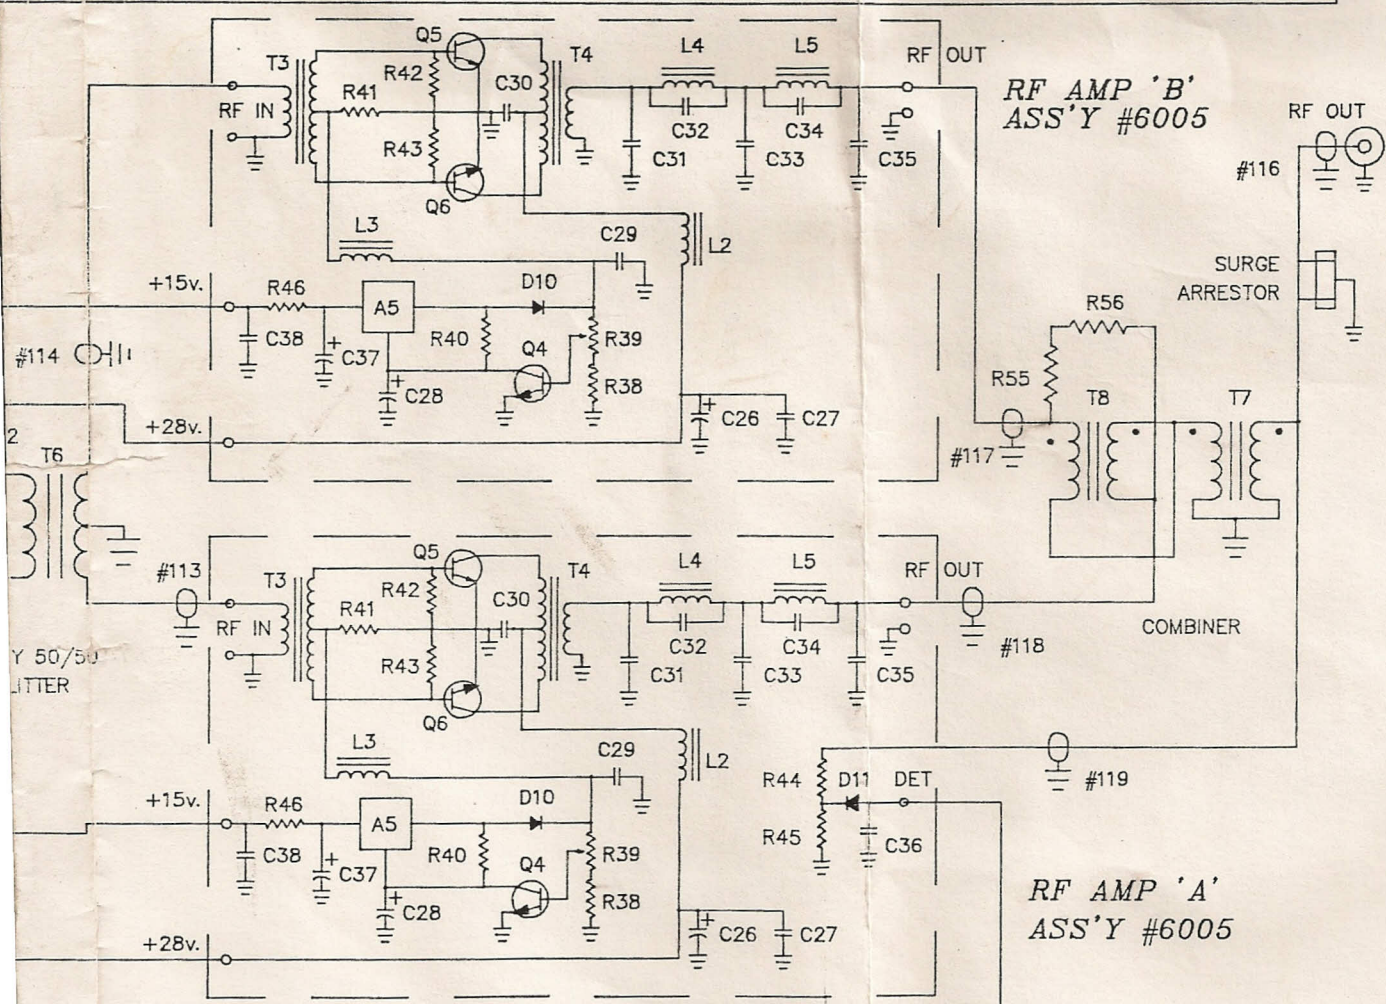 Q5
T3
R42
C30
T4
L4
L5
RF OUT
RF AMP 'B'
ASS'Y #6005
RF OUT
R41
RF IN
C32
C34
R43
C31
C33
C35
#116
Q6
L3
C29
L2
+15v.
R46
A5
D10
SURGE
ARRESTOR
#114
C38
+
C37
R40
Q4
R39
R56
+
C28
R38
R55
T8
T7
+28v.
+
C26
C27
#117
2
T6
#113
Q5
T3
R42
C30
T4
L4
L5
RF OUT
R41
RF IN
C32
C34
R43
C31
C33
C35
#118
COMBINER
Y 50/50
ITTER
Q6
L3
C29
L2
R44
D11
DET
#119
+15v.
R46
A5
D10
R45
C36
C38
+
C37
R40
Q4
R39
+
C28
R38
RF AMP 'A'
ASS'Y #6005
+28v.
+
C26
C27